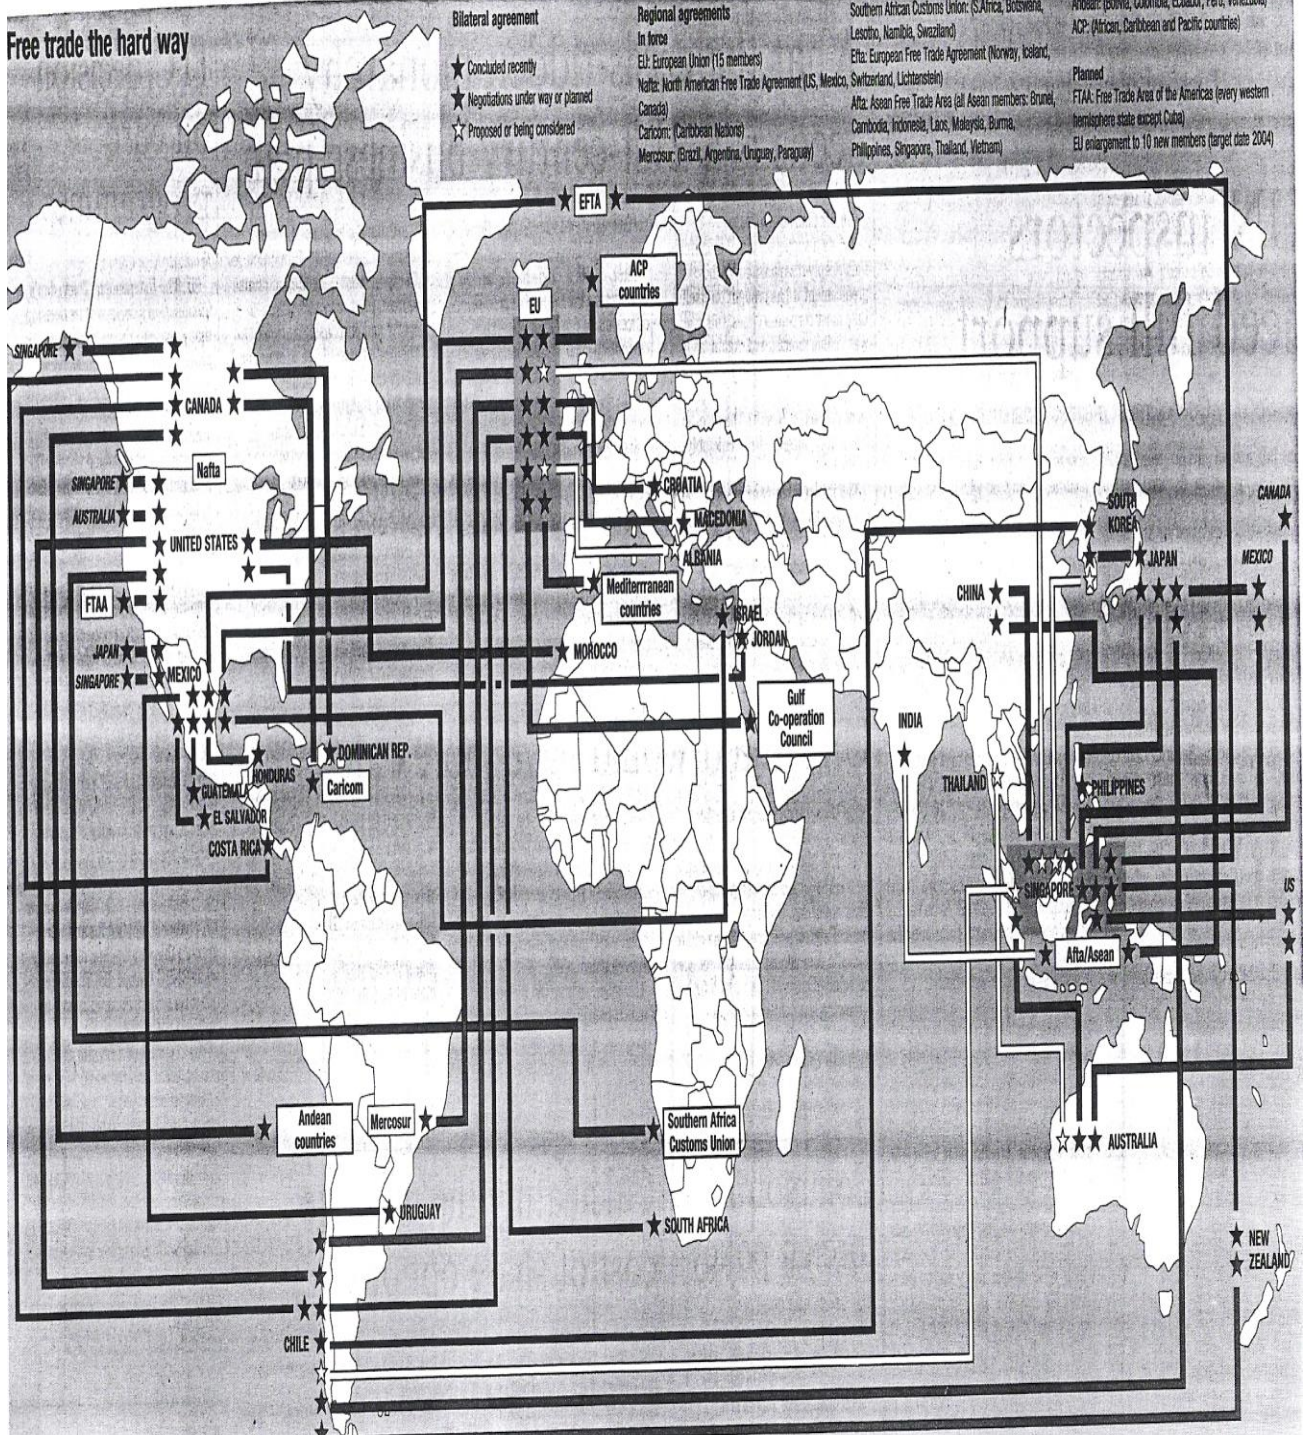 Free trade the hard way
Bilateral agreement
Concluded recently
Negotiations under way or planned
Proposed or being considered
Regional agreements
In force
EU: European Union (15 members)
Nafta: North American Free Trade Agreement (US, Mexico,
Canada)
Caricom: (Caribbean Nations)
Mercosur: (Brazil, Argentina, Uruguay, Paraguay)
Southern African Customs Union: (S.Africa, Botswana,
Lesotho, Namibia, Swaziland)
Efta: European Free Trade Agreement (Norway, Iceland,
Switzerland, Lichtenstein)
Afta: Asean Free Trade Area (all Asean members: Brunei,
Cambodia, Indonesia, Laos, Malaysia, Burma,
Philippines, Singapore, Thailand, Vietnam)
Andean: (Bolivia, Colombia, Ecuador, Peru, Venezuela)
ACP: (African, Caribbean and Pacific countries)
Planned
FTAA: Free Trade Area of the Americas (every western
hemisphere state except Cuba)
EU enlargement to 10 new members (target date 2004)
EFTA
ACP
countries
EU
SINGAPORE
CANADA
Nafta
SINGAPORE
AUSTRALIA
UNITED STATES
FTAA
JAPAN
SINGAPORE
MEXICO
HONDURAS
GUATEMALA
EL SALVADOR
COSTA RICA
DOMINICAN REP.
Caricom
CROATIA
MACEDONIA
ALBANIA
Mediterrranean
countries
ISRAEL
JORDAN
MOROCCO
Gulf
Co-operation
Council
SOUTH
KOREA
JAPAN
CANADA
MEXICO
CHINA
INDIA
THAILAND
PHILIPPINES
SINGAPORE
US
Afta/Asean
Andean
countries
Mercosur
Southern Africa
Customs Union
AUSTRALIA
URUGUAY
SOUTH AFRICA
NEW
ZEALAND
CHILE